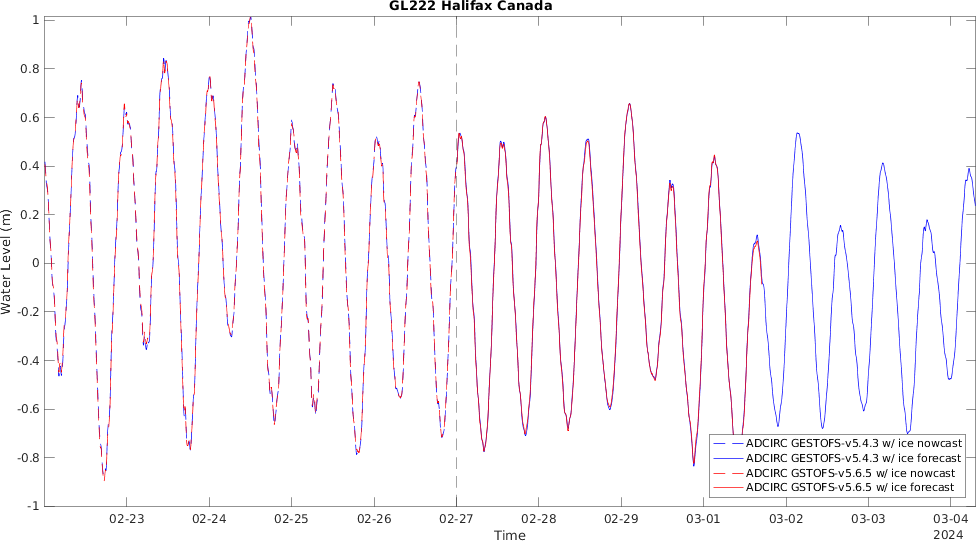 GL222 Halifax Canada
1
0.8
0.6
0.4
0.2
0
-0.2
-0.4
-0.6
-0.8
-1
Water Level (m)
02-23 02-24 02-25 02-26 02-27 02-28 02-29 03-01 03-02 03-03 03-04
2024
Time
ADCIRC GESTOFS-v5.4.3 w/ ice nowcast
ADCIRC GESTOFS-v5.4.3 w/ ice forecast
ADCIRC GSTOFS-v5.6.5 w/ ice nowcast
ADCIRC GSTOFS-v5.6.5 w/ ice forecast